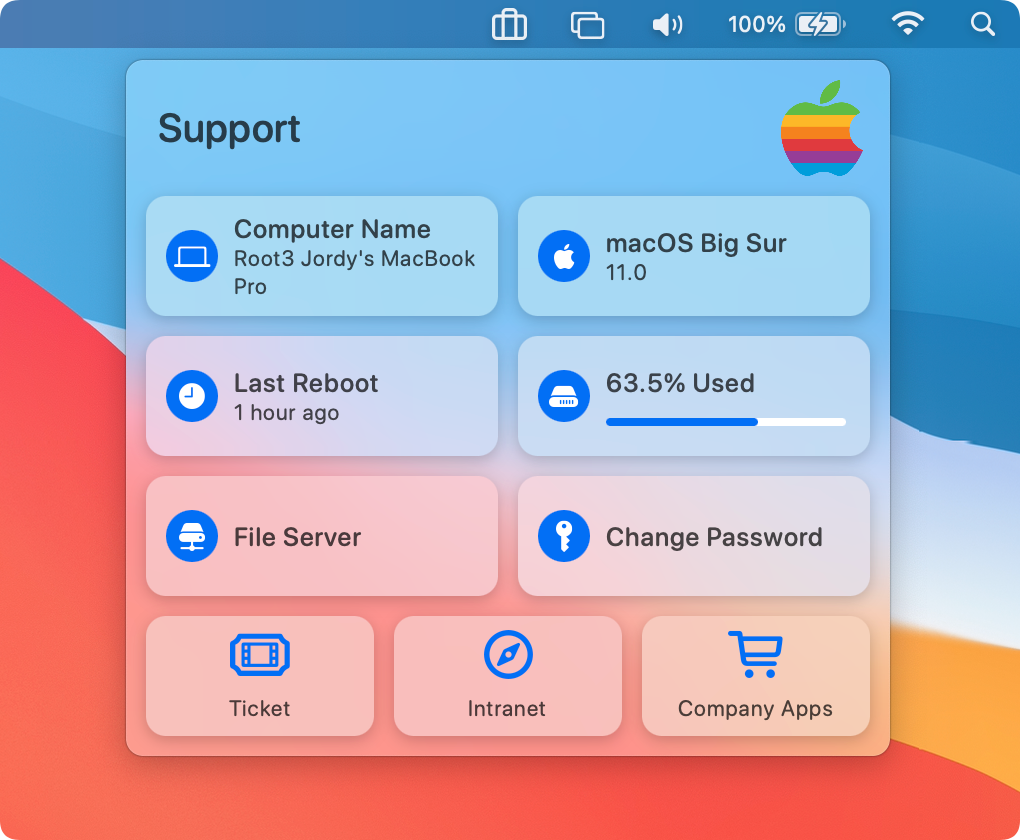 100%
Support
Computer Name
Root3 Jordy's MacBook
Pro
macOS Big Sur
11.0
Last Reboot
1 hour ago
63.5% Used
File Server
Change Password
Ticket
Intranet
Company Apps